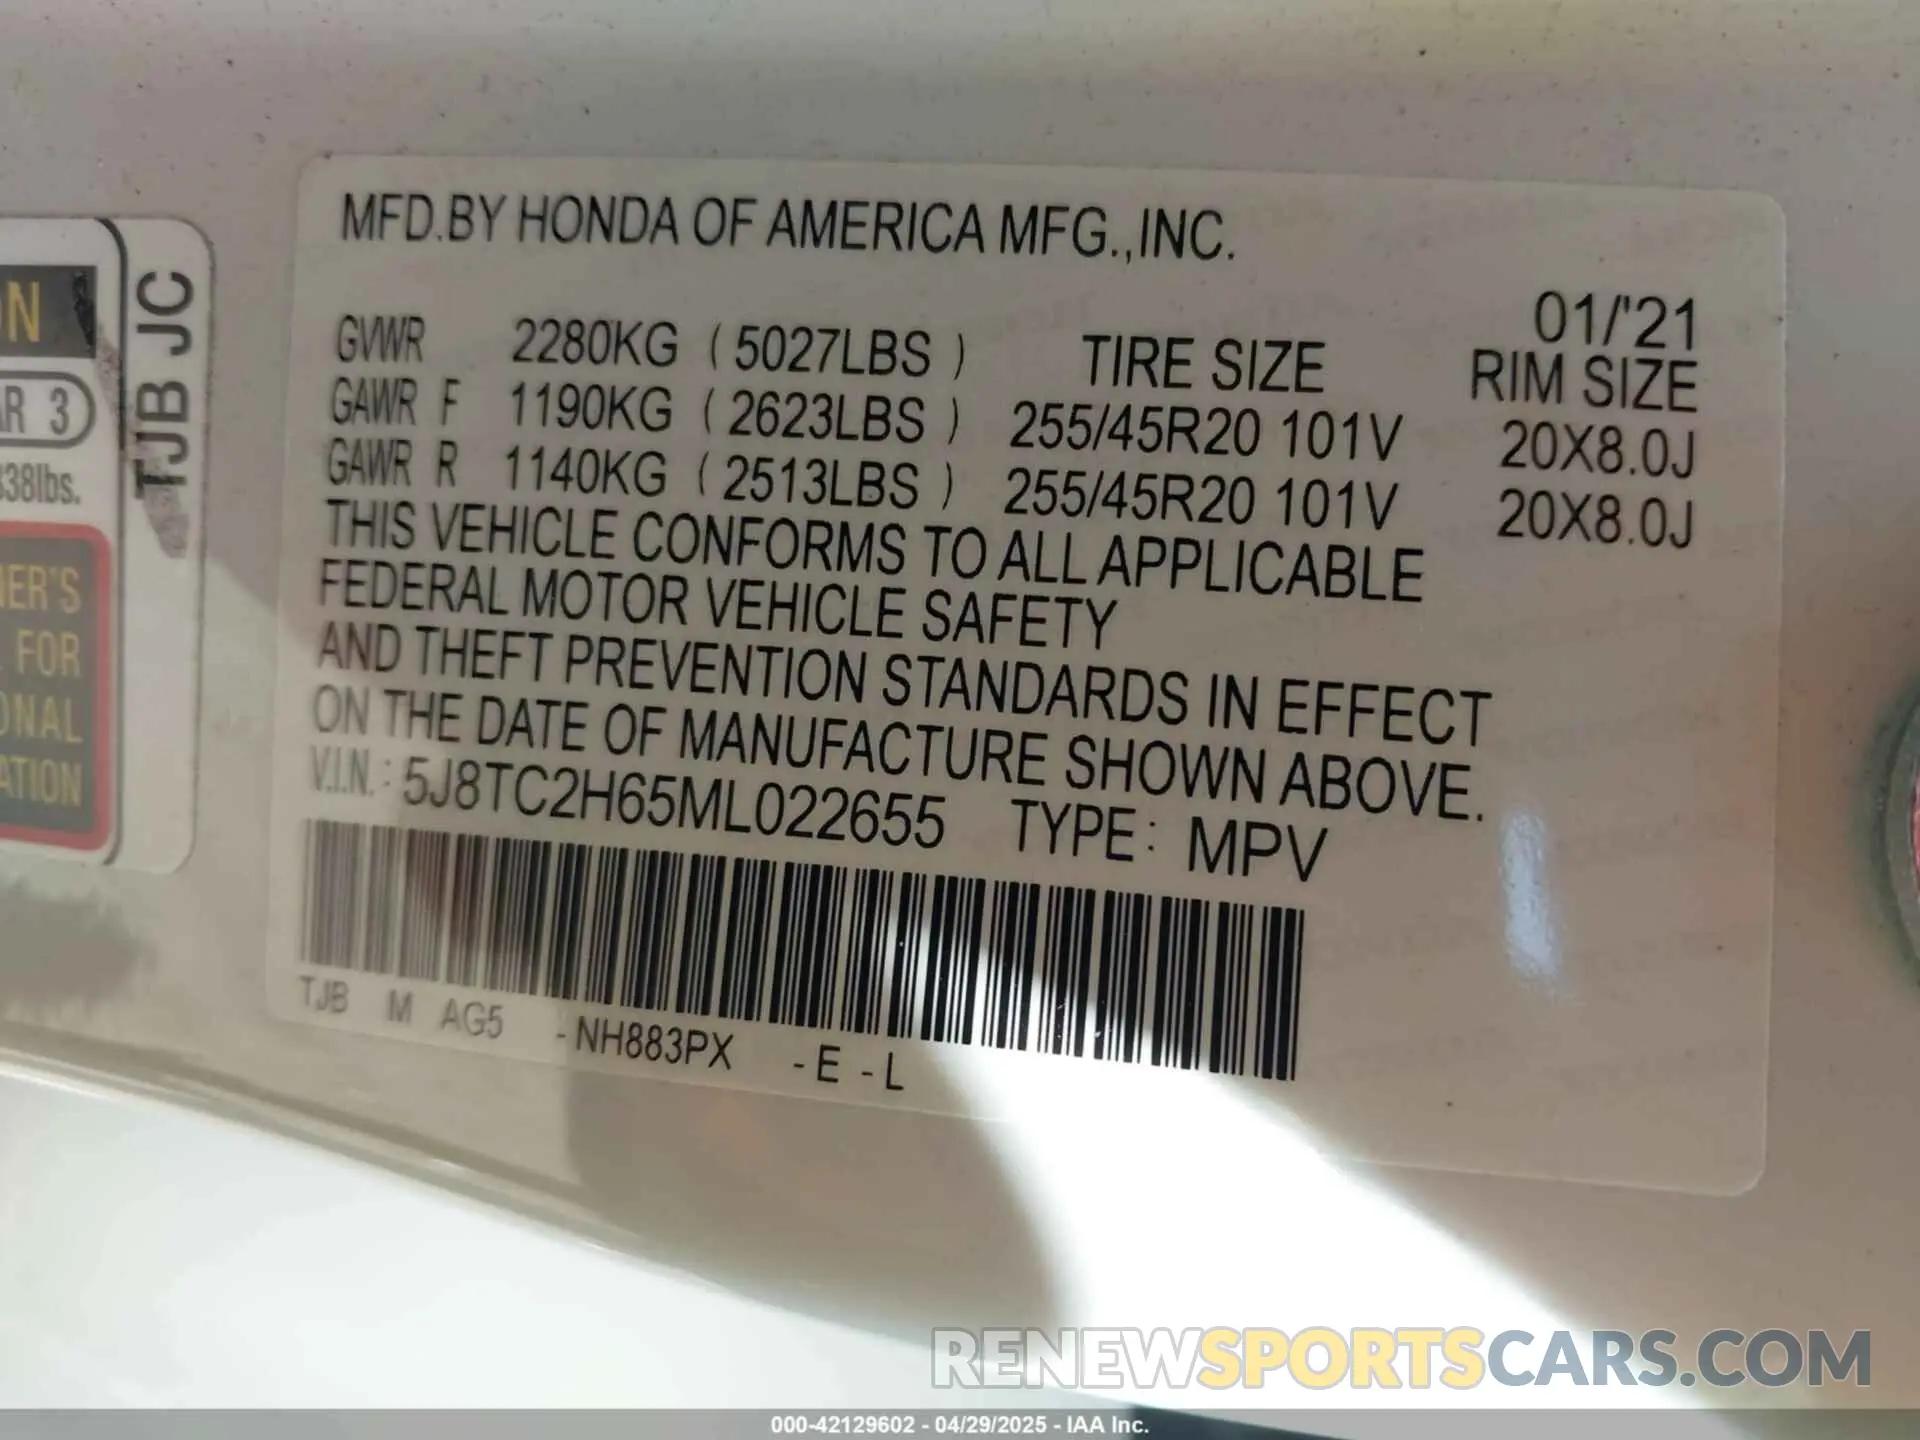 MFD.BY HONDA OF AMERICA MFG.,INC.
01/'21
GVWR 2280KG (5027LBS) TIRE SIZE RIM SIZE
GAWR F 1190KG (2623LBS) 255/45R20 101V 20X8.0J
GAWR R 1140KG (2513LBS) 255/45R20 101V 20X8.0J
THIS VEHICLE CONFORMS TO ALL APPLICABLE
FEDERAL MOTOR VEHICLE SAFETY
AND THEFT PREVENTION STANDARDS IN EFFECT
ON THE DATE OF MANUFACTURE SHOWN ABOVE.
V.I.N.: 5J8TC2H65ML022655 TYPE: MPV
TJB M AG5 -NH883PX -E -L
TJB JC
3
838lbs.
FOR
RENEWSPORTSCARS.COM
000-42129602 - 04/29/2025 - IAA Inc.